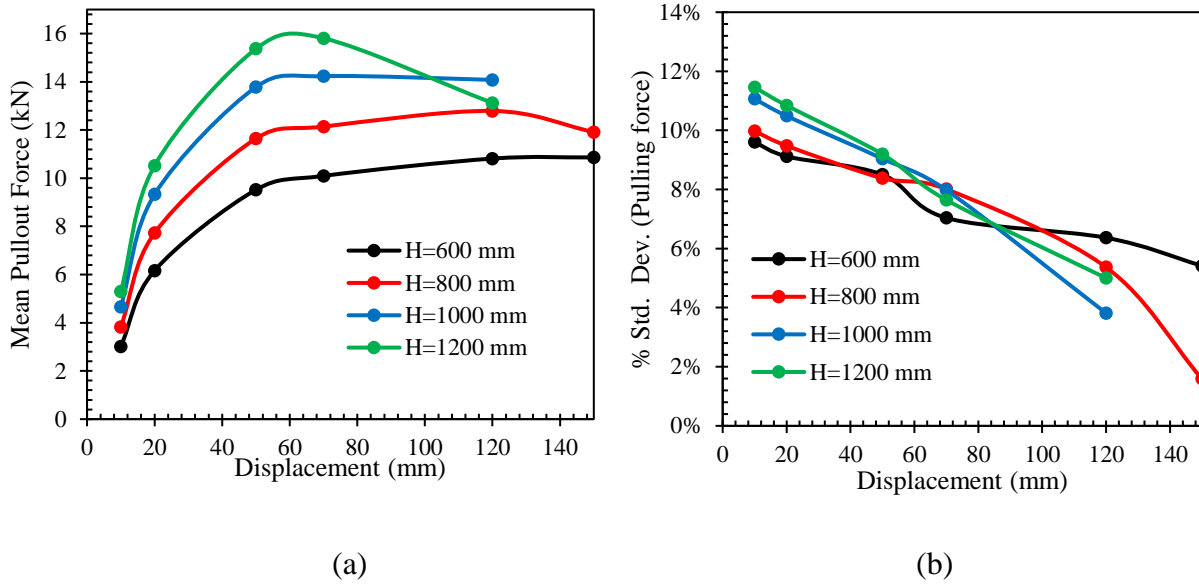 Mean Pullout Force (kN)
16
14
12
10
8
6
4
2
0
0 20 40 60 80 100 120 140
Displacement (mm)
H=600 mm
H=800 mm
H=1000 mm
H=1200 mm
(a)
% Std. Dev. (Pulling force)
14%
12%
10%
8%
6%
4%
2%
0%
0 20 40 60 80 100 120 140
Displacement (mm)
H=600 mm
H=800 mm
H=1000 mm
H=1200 mm
(b)